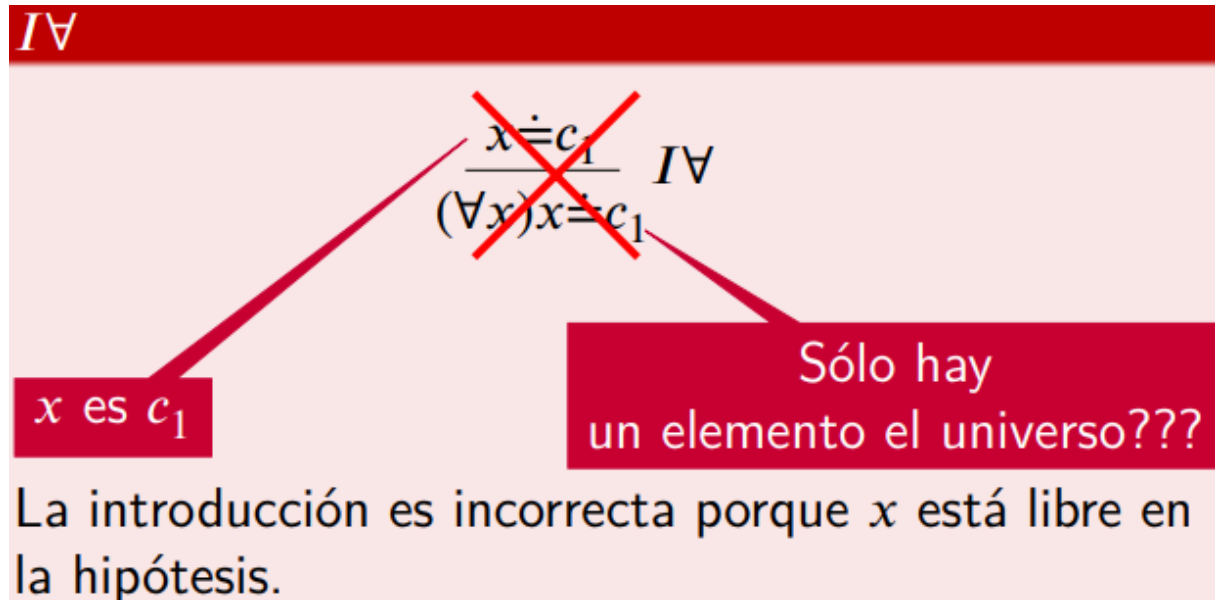 I∀
x ≐ c₁
(∀x)x ≐ c₁
I∀
x es c₁
Sólo hay
un elemento el universo???
La introducción es incorrecta porque x está libre en
la hipótesis.